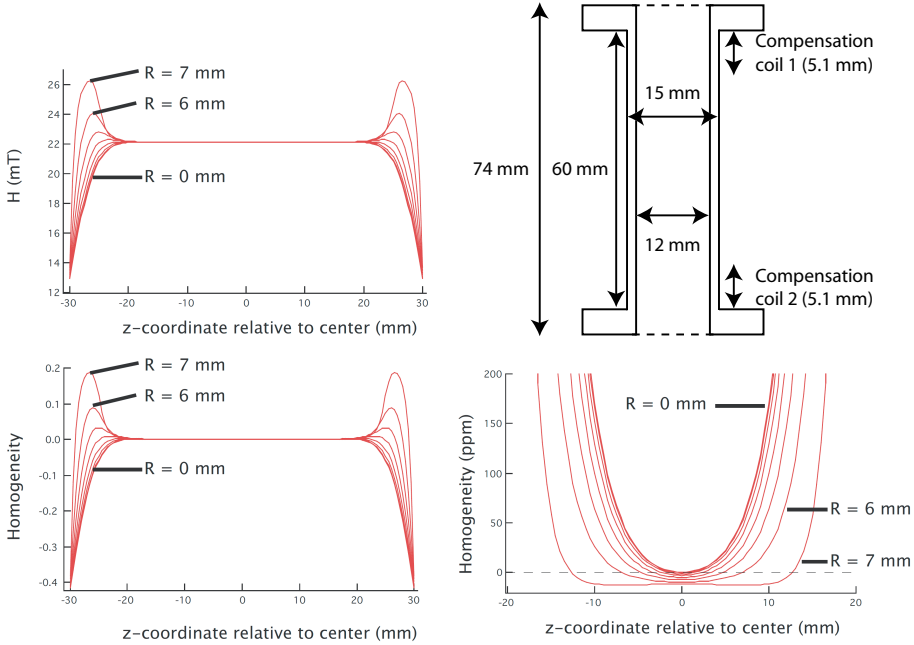 26
24
22
20
18
16
14
12
H (mT)
R = 7 mm
R = 6 mm
R = 0 mm
-30
-20
-10
0
10
20
30
z-coordinate relative to center (mm)
Compensation
coil 1 (5.1 mm)
15 mm
74 mm
60 mm
12 mm
Compensation
coil 2 (5.1 mm)
0.2
0.1
0.0
-0.1
-0.2
-0.3
-0.4
Homogeneity
R = 7 mm
R = 6 mm
R = 0 mm
-30
-20
-10
0
10
20
30
z-coordinate relative to center (mm)
200
150
100
50
0
Homogeneity (ppm)
R = 0 mm
R = 6 mm
R = 7 mm
-20
-10
0
10
20
z-coordinate relative to center (mm)